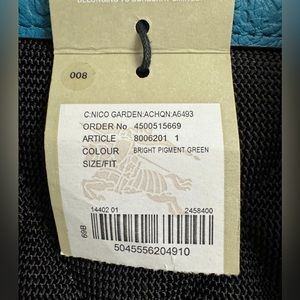 008
C:NICO GARDEN:ACHQN:A6493
ORDER No 4500515669
ARTICLE 8006201 1
COLOUR BRIGHT PIGMENT GREEN
SIZE/FIT
14402 01 2458400
69B
5045556204910